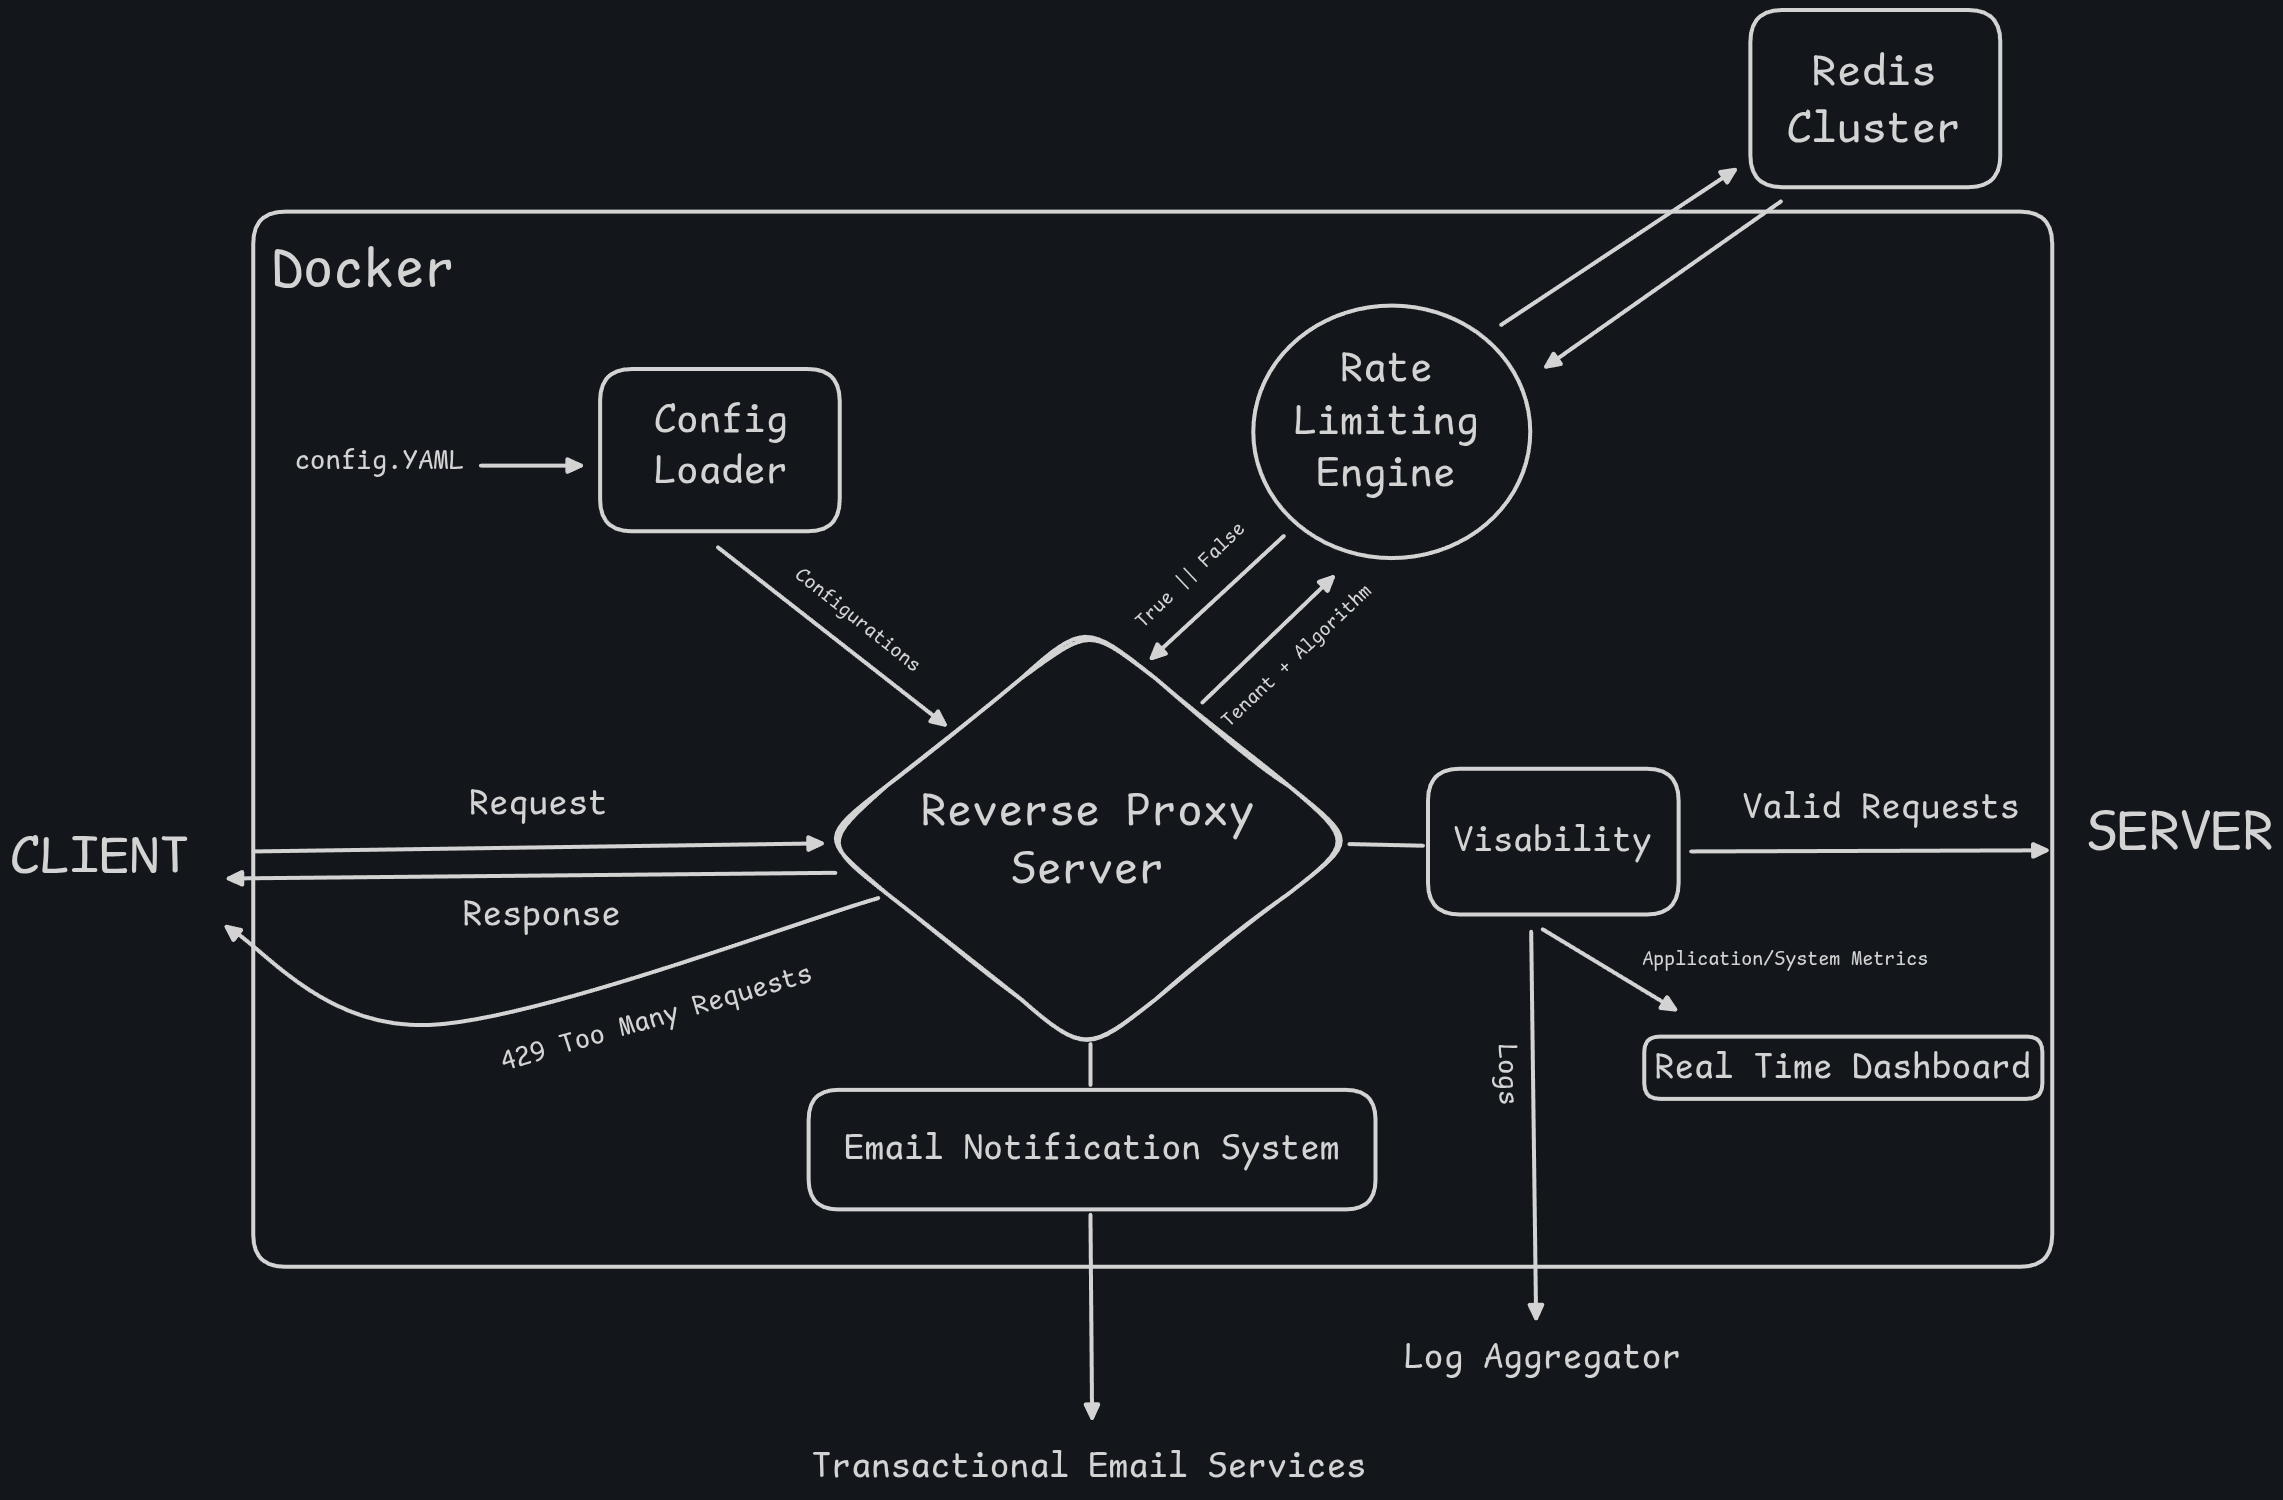 Redis
Cluster
Docker
Rate
Limiting
Engine
Config
Loader
config.YAML
True || False
Configurations
Tenant + Algorithm
Request
Reverse Proxy
Server
Visability
Valid Requests
CLIENT
SERVER
Response
Application/System Metrics
429 Too Many Requests
Logs
Real Time Dashboard
Email Notification System
Log Aggregator
Transactional Email Services